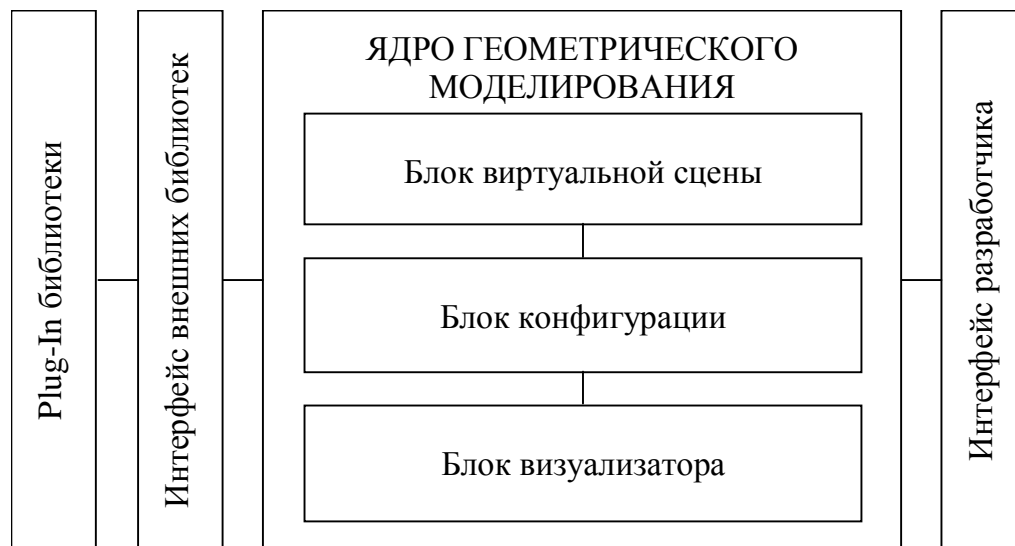 Plug-In библиотеки
Интерфейс внешних библиотек
ЯДРО ГЕОМЕТРИЧЕСКОГО
МОДЕЛИРОВАНИЯ
Блок виртуальной сцены
Блок конфигурации
Блок визуализатора
Интерфейс разработчика